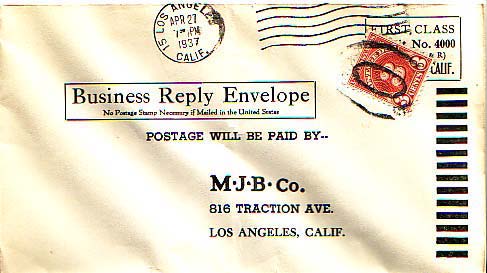 LOS ANGELES
15
APR 27
PM
1937
CALIF.
FIRST CLASS
No. 4000
& R)
CALIF.
Business Reply Envelope
No Postage Stamp Necessary if Mailed in the United States
POSTAGE WILL BE PAID BY--
M·J·B·Co.
816 TRACTION AVE.
LOS ANGELES, CALIF.